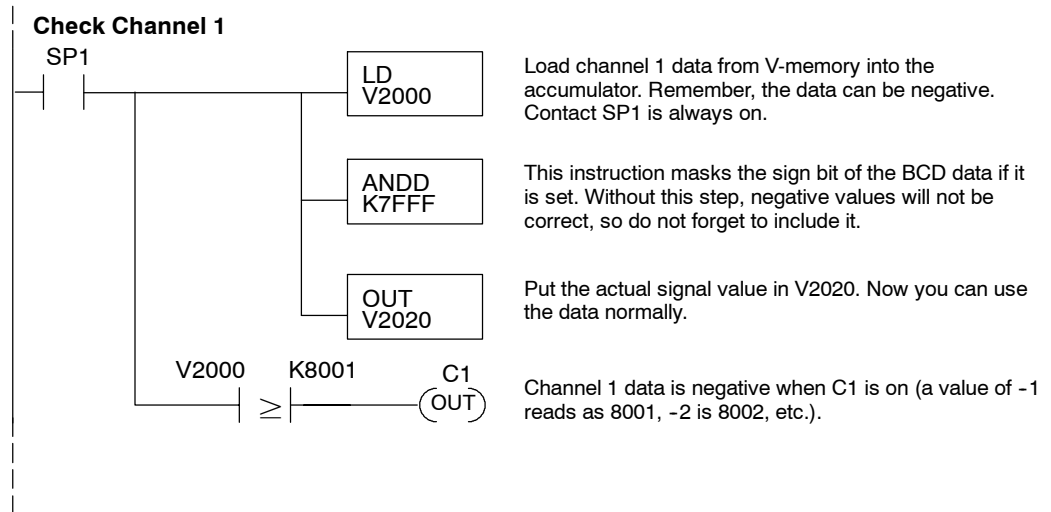 Check Channel 1
SP1
LD
V2000
Load channel 1 data from V-memory into the
accumulator. Remember, the data can be negative.
Contact SP1 is always on.
ANDD
K7FFF
This instruction masks the sign bit of the BCD data if it
is set. Without this step, negative values will not be
correct, so do not forget to include it.
OUT
V2020
Put the actual signal value in V2020. Now you can use
the data normally.
V2000 K8001 C1
≥ OUT
Channel 1 data is negative when C1 is on (a value of -1
reads as 8001, -2 is 8002, etc.).